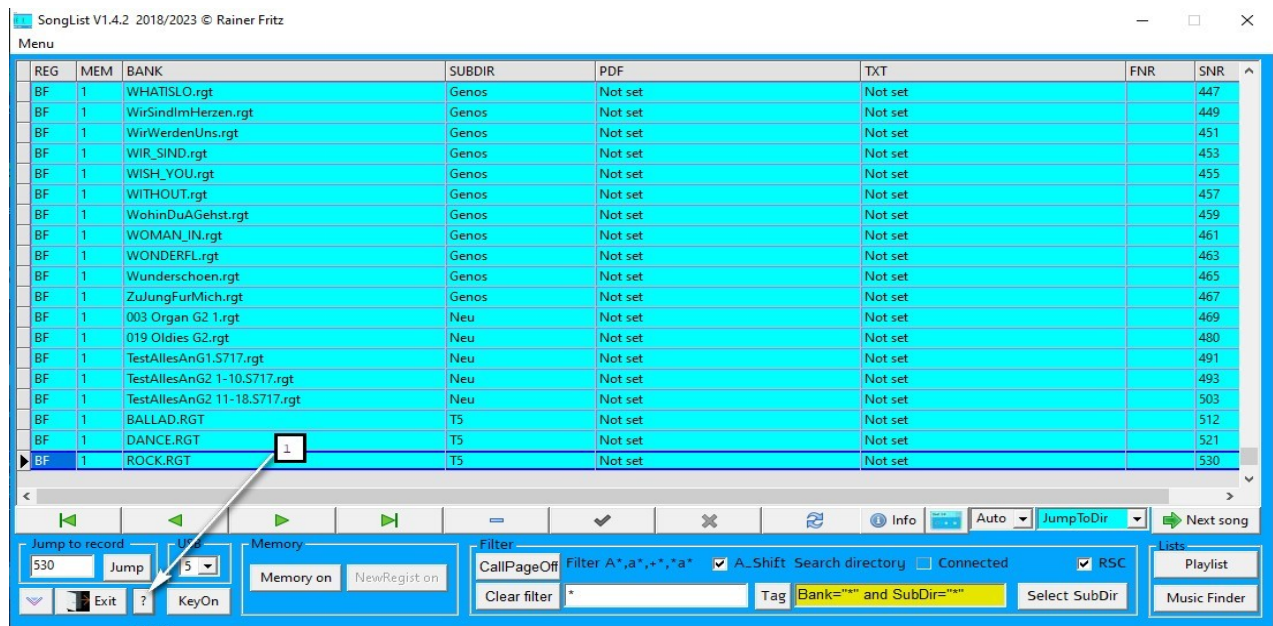 SongList V1.4.2 2018/2023 © Rainer Fritz
Menu
REG MEM BANK SUBDIR PDF TXT FNR SNR
BF 1 WHATISLO.rgt Genos Not set Not set 447
BF 1 WirSindImHerzen.rgt Genos Not set Not set 449
BF 1 WirWerdenUns.rgt Genos Not set Not set 451
BF 1 WIR_SIND.rgt Genos Not set Not set 453
BF 1 WISH_YOU.rgt Genos Not set Not set 455
BF 1 WITHOUT.rgt Genos Not set Not set 457
BF 1 WohinDuAGehst.rgt Genos Not set Not set 459
BF 1 WOMAN_IN.rgt Genos Not set Not set 461
BF 1 WONDERFL.rgt Genos Not set Not set 463
BF 1 Wunderschoen.rgt Genos Not set Not set 465
BF 1 ZuJungFurMich.rgt Genos Not set Not set 467
BF 1 003 Organ G2 1.rgt Neu Not set Not set 469
BF 1 019 Oldies G2.rgt Neu Not set Not set 480
BF 1 TestAllesAnG1.S717.rgt Neu Not set Not set 491
BF 1 TestAllesAnG2 1-10.S717.rgt Neu Not set Not set 493
BF 1 TestAllesAnG2 11-18.S717.rgt Neu Not set Not set 503
BF 1 BALLAD.RGT T5 Not set Not set 512
BF 1 DANCE.RGT T5 Not set Not set 521
1
BF 1 ROCK.RGT T5 Not set Not set 530
Info Auto JumpToDir Next song
Jump to record USB Memory Filter Lists
530 Jump 5 Memory on NewRegist on CallPageOff Filter A*,a*,+*,*a* A_Shift Search directory Connected RSC Playlist
Exit ? KeyOn Clear filter * Tag Bank="*" and SubDir="*" Select SubDir Music Finder